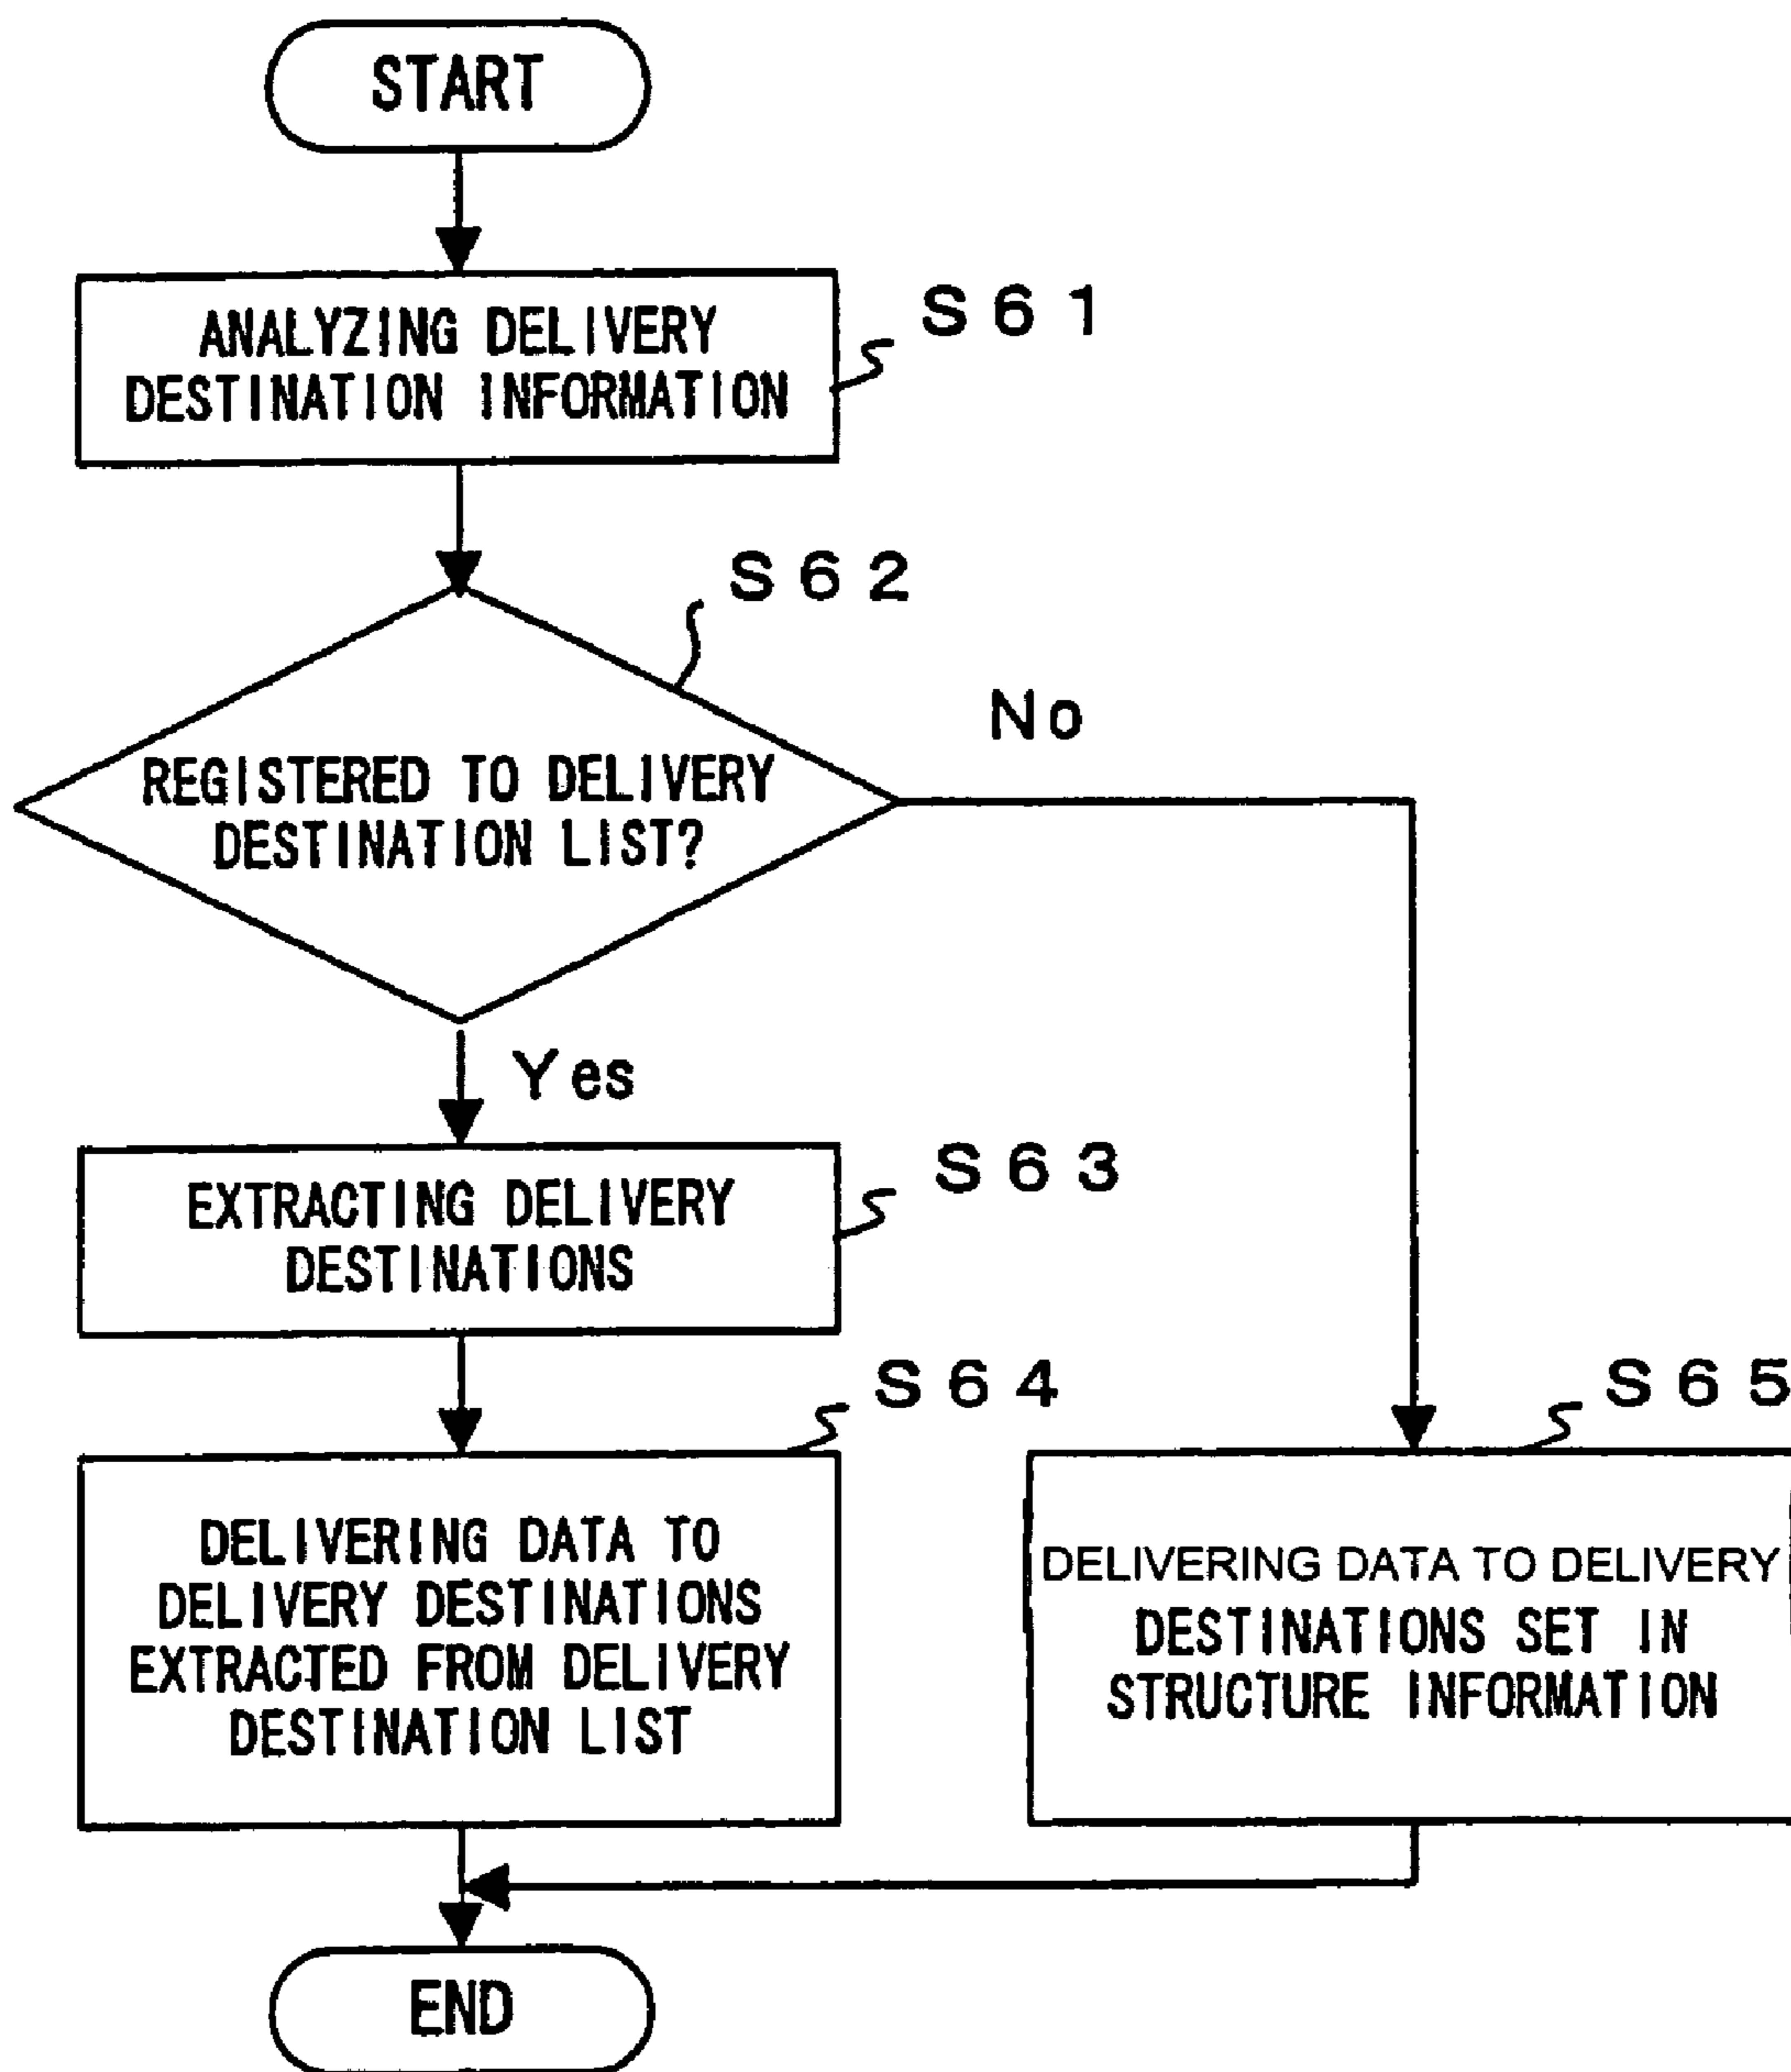 START
ANALYZING DELIVERY
DESTINATION INFORMATION
S61
S62
REGISTERED TO DELIVERY
DESTINATION LIST?
No
Yes
EXTRACTING DELIVERY
DESTINATIONS
S63
S64
DELIVERING DATA TO
DELIVERY DESTINATIONS
EXTRACTED FROM DELIVERY
DESTINATION LIST
S65
DELIVERING DATA TO DELIVERY
DESTINATIONS SET IN
STRUCTURE INFORMATION
END